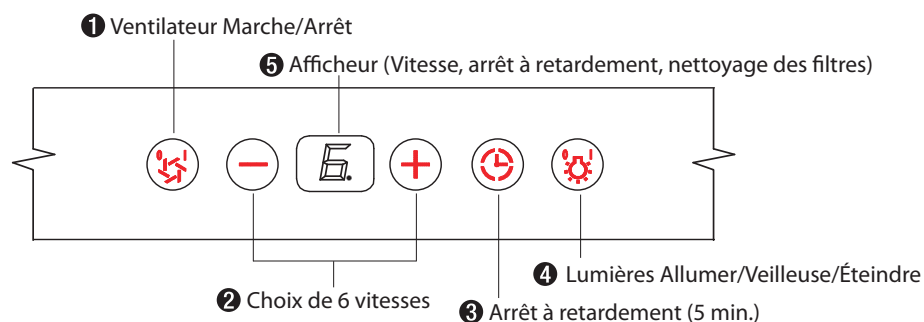 ❶ Ventilateur Marche/Arrêt
❺ Afficheur (Vitesse, arrêt à retardement, nettoyage des filtres)
6.
❹ Lumières Allumer/Veilleuse/Éteindre
❷ Choix de 6 vitesses
❸ Arrêt à retardement (5 min.)